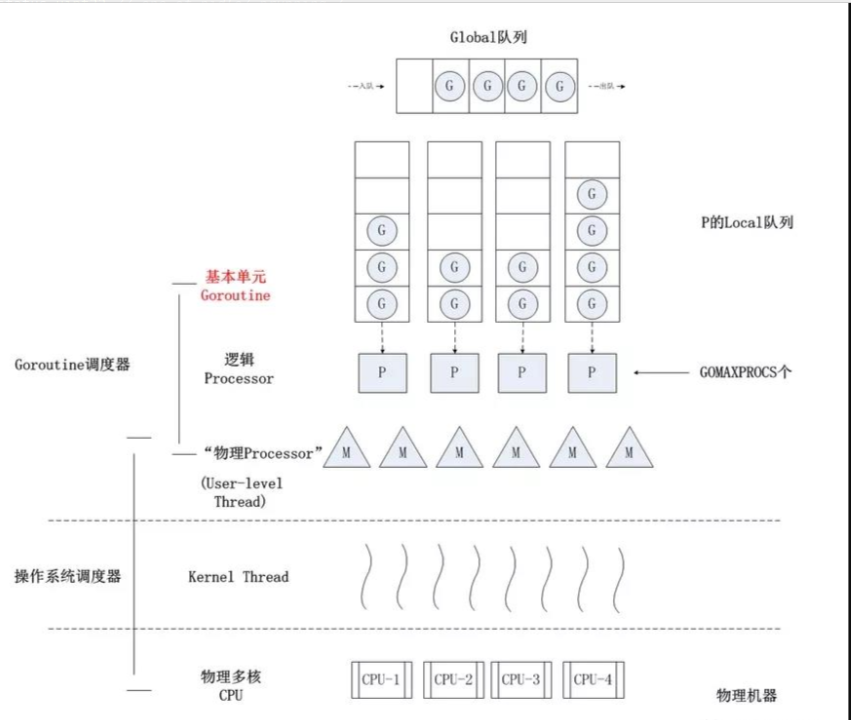 Global队列
--入队→ G G G G --出队→
G
G G
G G G G
G G G G
P的Local队列
基本单元
Goroutine
Goroutine调度器
逻辑
Processor
P P P P
GOMAXPROCS个
“物理Processor”
M M M M M M
(User-level
Thread)
操作系统调度器
Kernel Thread
物理多核
CPU
CPU-1 CPU-2 CPU-3 CPU-4
物理机器